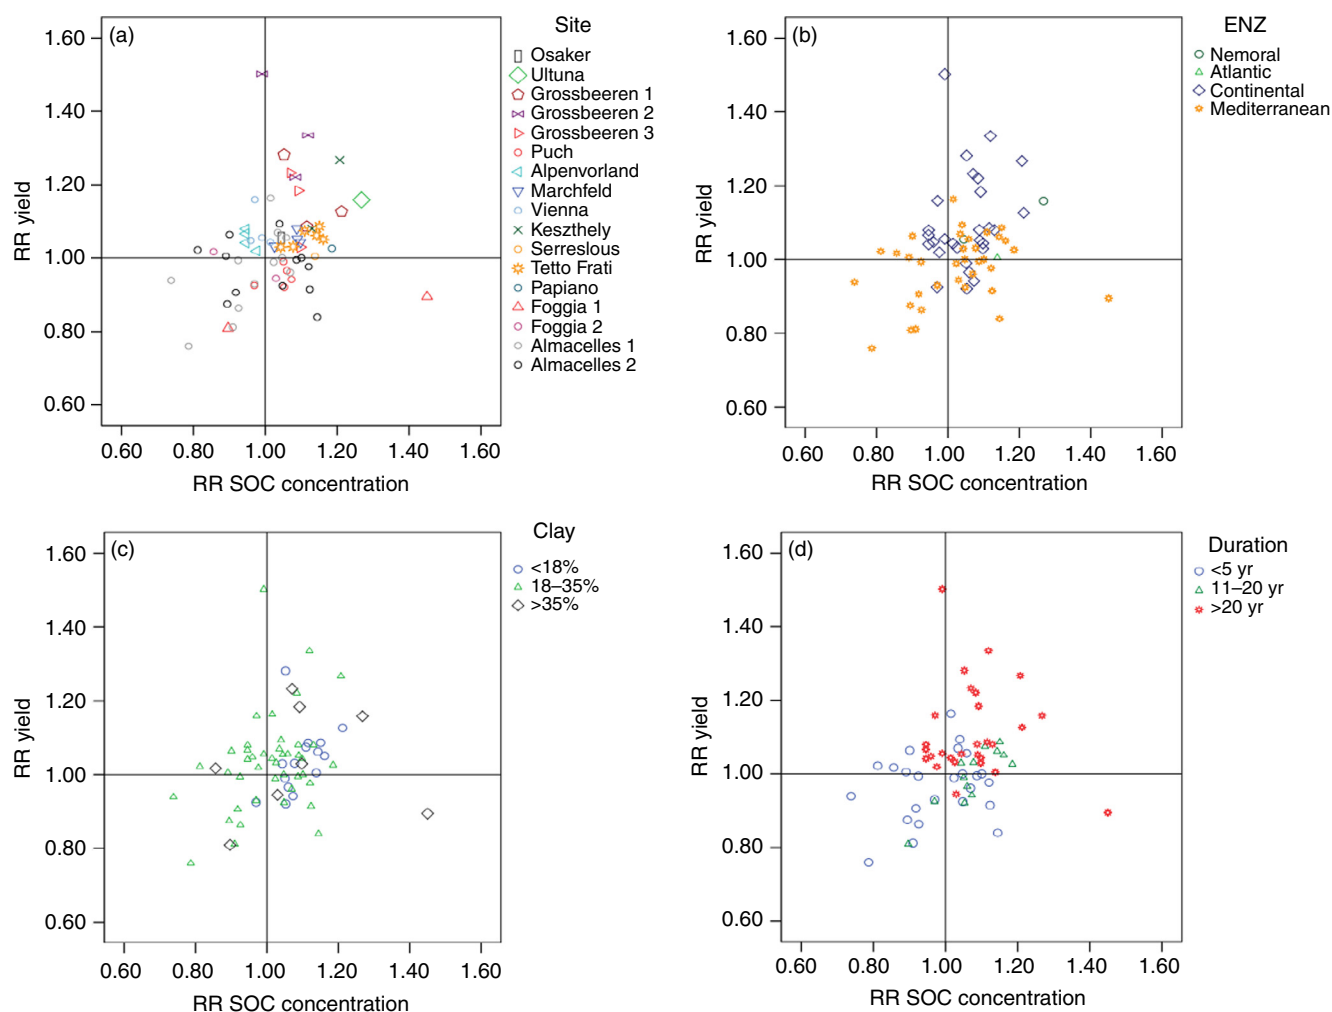 (a)
1.60
1.40
1.20
1.00
0.80
0.60
RR yield
0.60 0.80 1.00 1.20 1.40 1.60
RR SOC concentration
Site
Osaker
Ultuna
Grossbeeren 1
Grossbeeren 2
Grossbeeren 3
Puch
Alpenvorland
Marchfeld
Vienna
Keszthely
Serreslous
Tetto Frati
Papiano
Foggia 1
Foggia 2
Almacelles 1
Almacelles 2
(b)
1.60
1.40
1.20
1.00
0.80
0.60
RR yield
0.60 0.80 1.00 1.20 1.40 1.60
RR SOC concentration
ENZ
Nemoral
Atlantic
Continental
Mediterranean
(c)
1.60
1.40
1.20
1.00
0.80
0.60
RR yield
0.60 0.80 1.00 1.20 1.40 1.60
RR SOC concentration
Clay
<18%
18–35%
>35%
(d)
1.60
1.40
1.20
1.00
0.80
0.60
RR yield
0.60 0.80 1.00 1.20 1.40 1.60
RR SOC concentration
Duration
<5 yr
11–20 yr
>20 yr